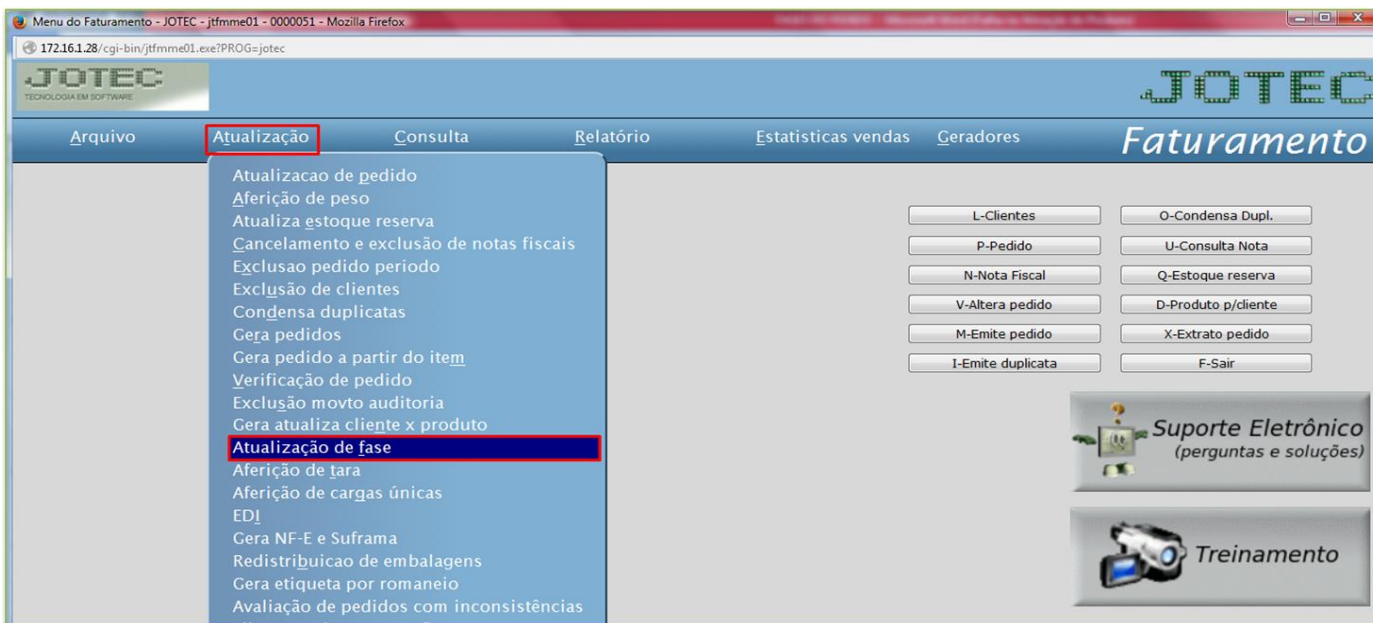 Menu do Faturamento - JOTEC - jtfmme01 - 0000051 - Mozilla Firefox
172.16.1.28/cgi-bin/jtfmme01.exe?PROG=jotec
JOTEC
TECNOLOGIA EM SOFTWARE
JOTEC
Arquivo Atualização Consulta Relatório Estatisticas vendas Geradores Faturamento
Atualizacao de pedido
Aferição de peso
Atualiza estoque reserva
Cancelamento e exclusão de notas fiscais
Exclusao pedido periodo
Exclusão de clientes
Condensa duplicatas
Gera pedidos
Gera pedido a partir do item
Verificação de pedido
Exclusão movto auditoria
Gera atualiza cliente x produto
Atualização de fase
Aferição de tara
Aferição de cargas únicas
EDI
Gera NF-E e Suframa
Redistribuicao de embalagens
Gera etiqueta por romaneio
Avaliação de pedidos com inconsistências
L-Clientes O-Condensa Dupl.
P-Pedido U-Consulta Nota
N-Nota Fiscal Q-Estoque reserva
V-Altera pedido D-Produto p/cliente
M-Emite pedido X-Extrato pedido
I-Emite duplicata F-Sair
Suporte Eletrônico
(perguntas e soluções)
Treinamento